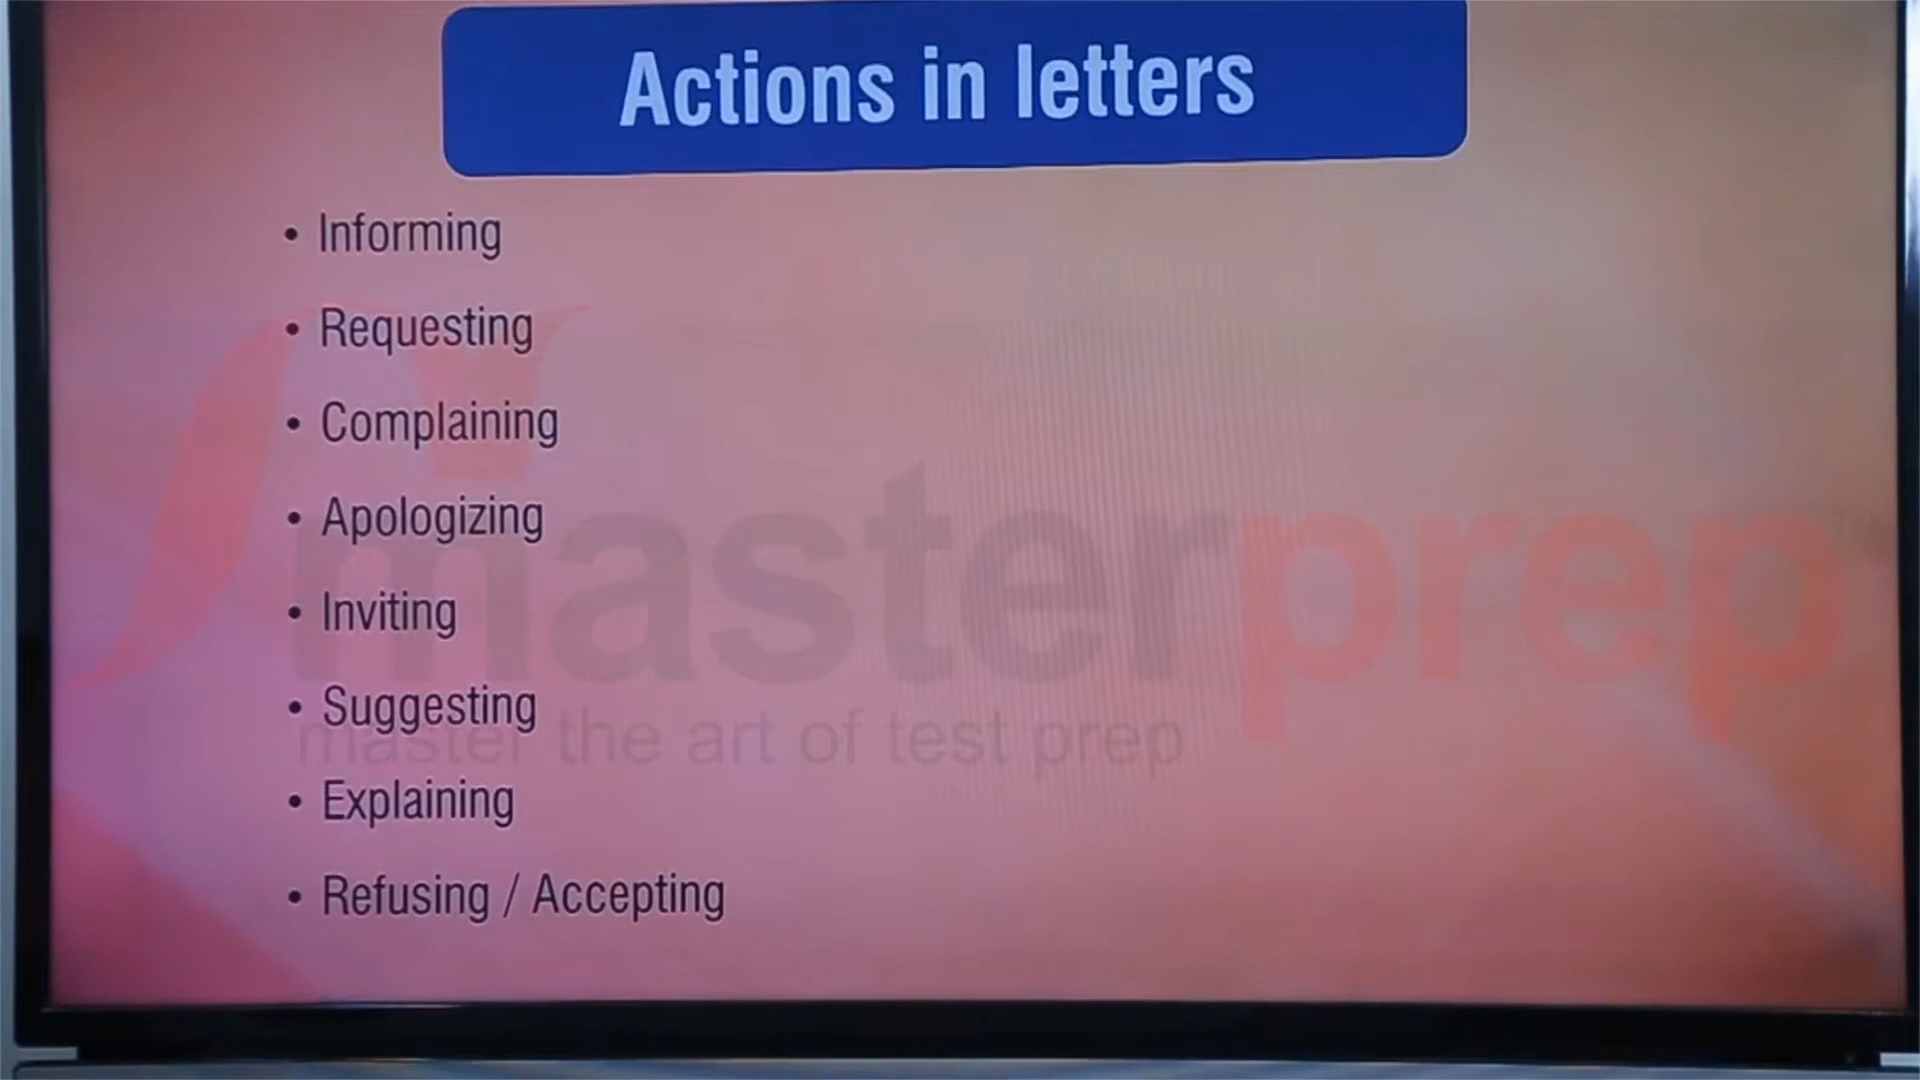 Actions in letters
• Informing
• Requesting
• Complaining
• Apologizing
• Inviting
• Suggesting
• Explaining
• Refusing / Accepting
masterprep
master the art of test prep